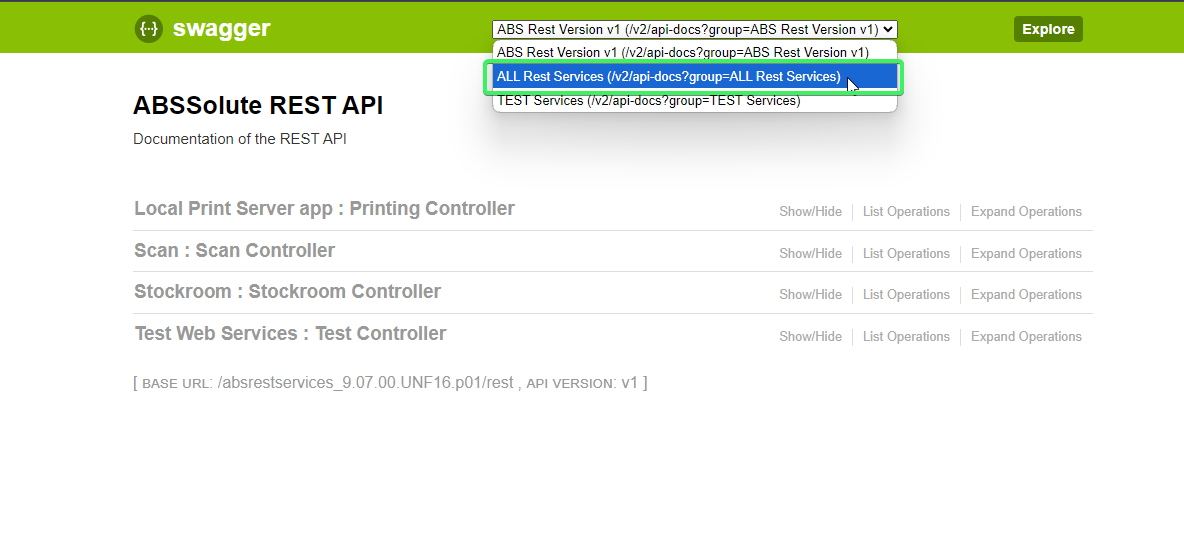 {··} swagger
ABS Rest Version v1 (/v2/api-docs?group=ABS Rest Version v1)
Explore
ABS Rest Version v1 (/v2/api-docs?group=ABS Rest Version v1)
ALL Rest Services (/v2/api-docs?group=ALL Rest Services)
TEST Services (/v2/api-docs?group=TEST Services)
ABSSolute REST API
Documentation of the REST API
Local Print Server app : Printing Controller Show/Hide List Operations Expand Operations
Scan : Scan Controller Show/Hide List Operations Expand Operations
Stockroom : Stockroom Controller Show/Hide List Operations Expand Operations
Test Web Services : Test Controller Show/Hide List Operations Expand Operations
[ BASE URL: /absrestservices_9.07.00.UNF16.p01/rest , API VERSION: v1 ]